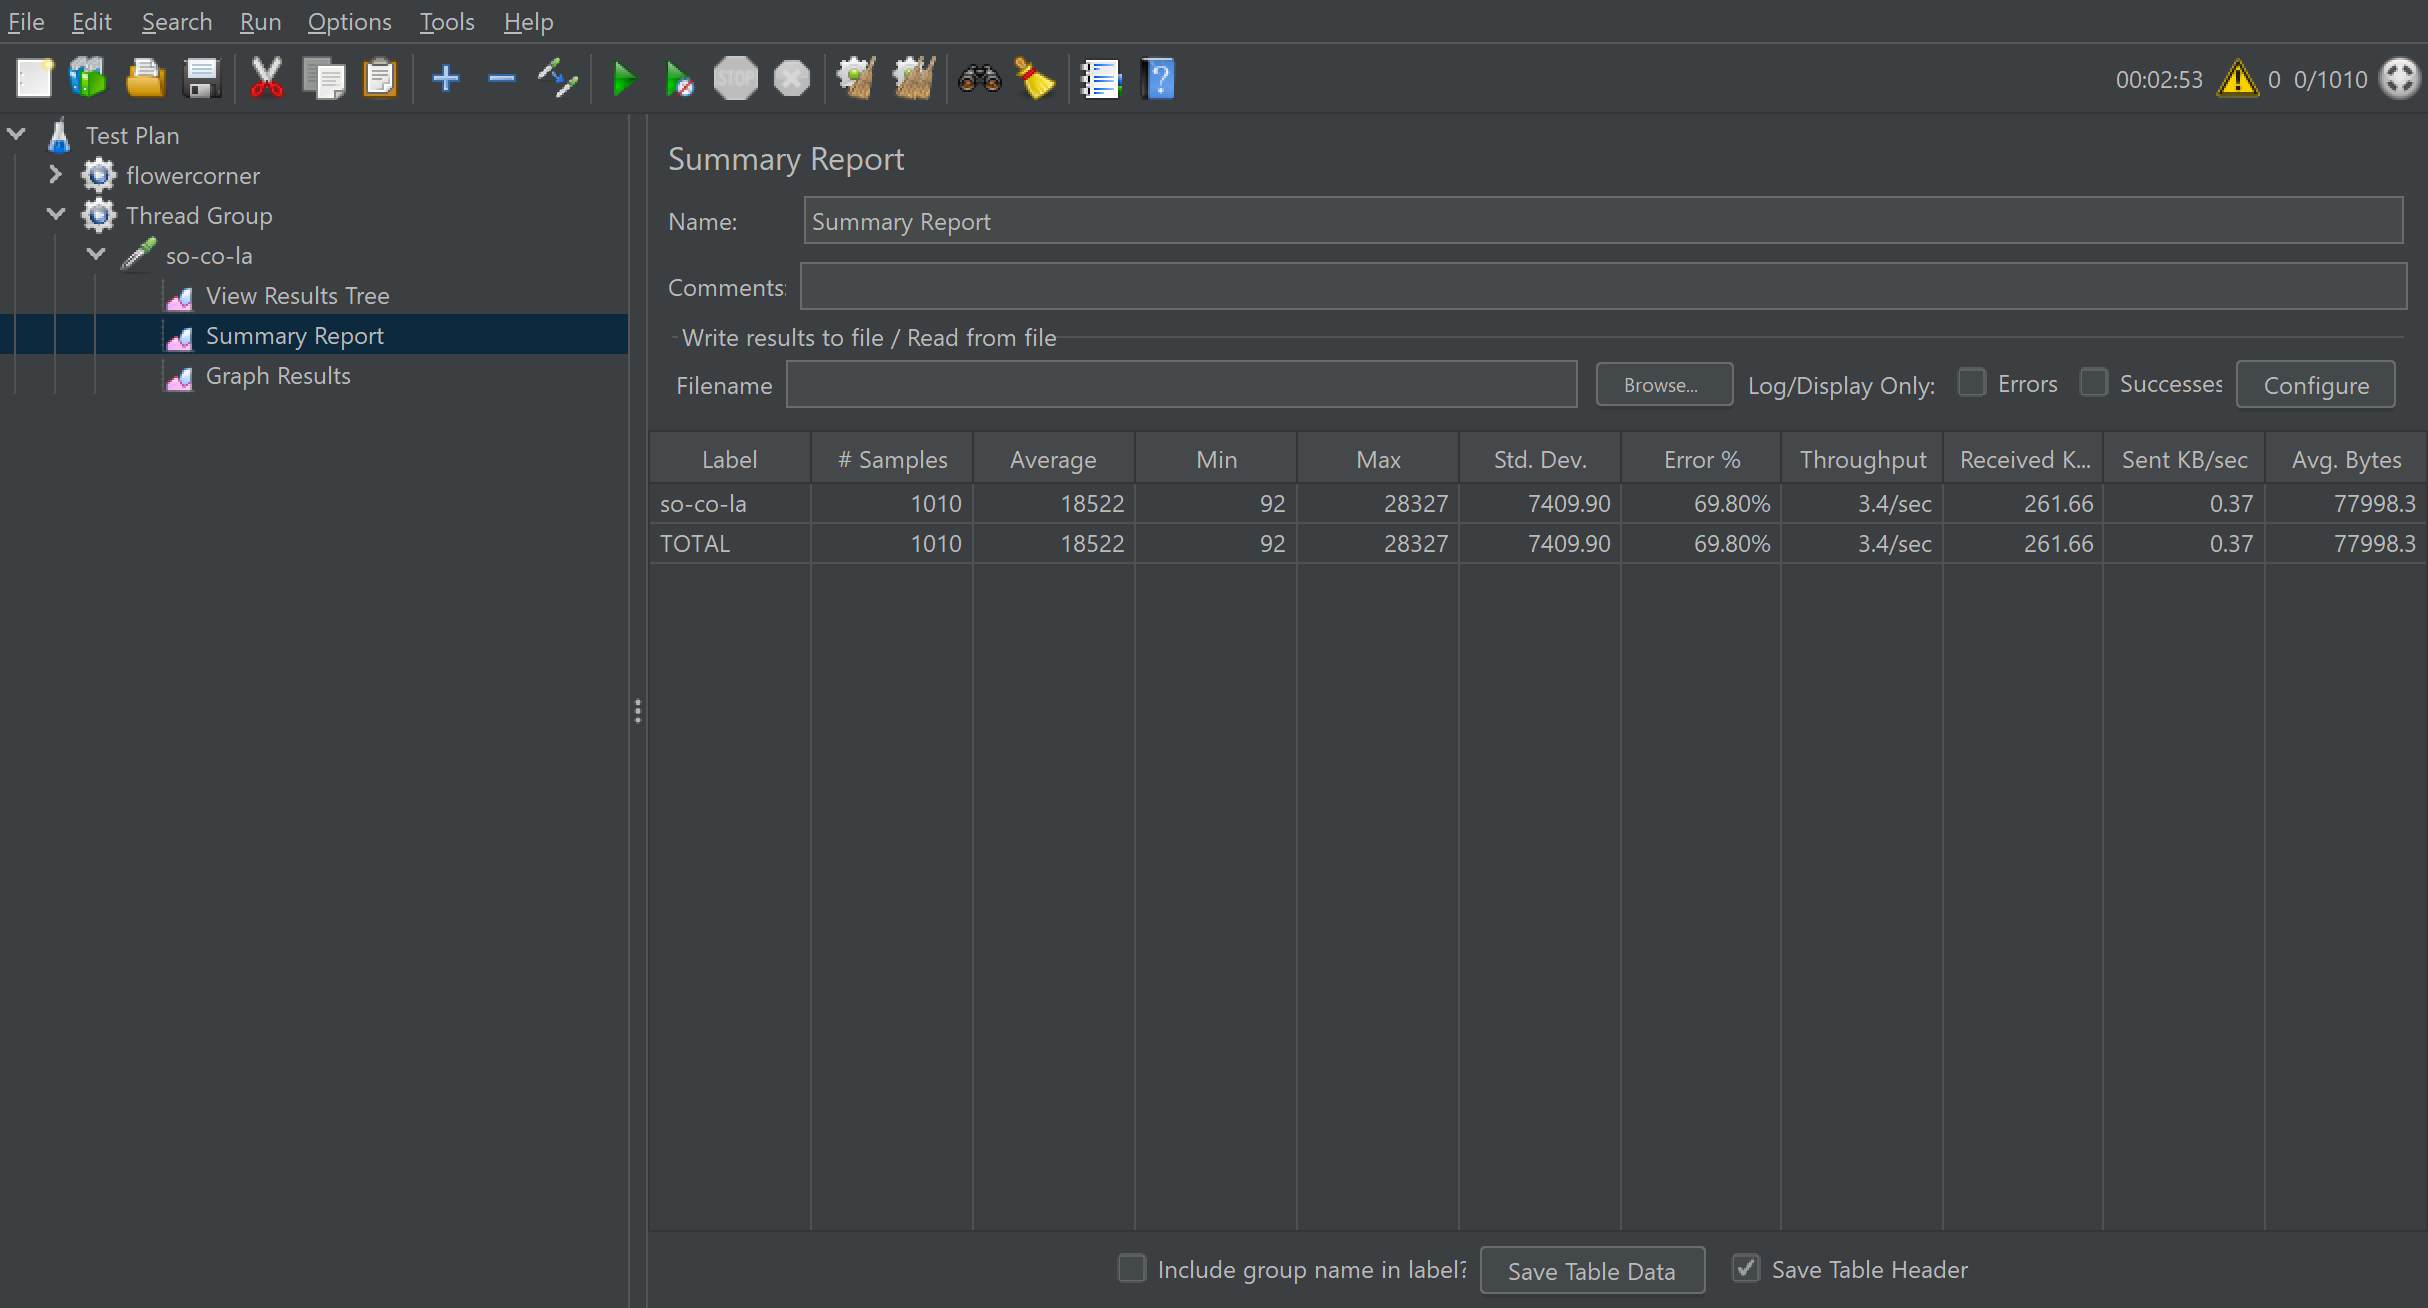 File Edit Search Run Options Tools Help
STOP
00:02:53 0 0/1010
Test Plan
flowercorner
Thread Group
so-co-la
View Results Tree
Summary Report
Graph Results
Summary Report
Name: Summary Report
Comments:
Write results to file / Read from file
Filename Browse... Log/Display Only: Errors Successes Configure
Label # Samples Average Min Max Std. Dev. Error % Throughput Received K... Sent KB/sec Avg. Bytes
so-co-la 1010 18522 92 28327 7409.90 69.80% 3.4/sec 261.66 0.37 77998.3
TOTAL 1010 18522 92 28327 7409.90 69.80% 3.4/sec 261.66 0.37 77998.3
Include group name in label? Save Table Data Save Table Header